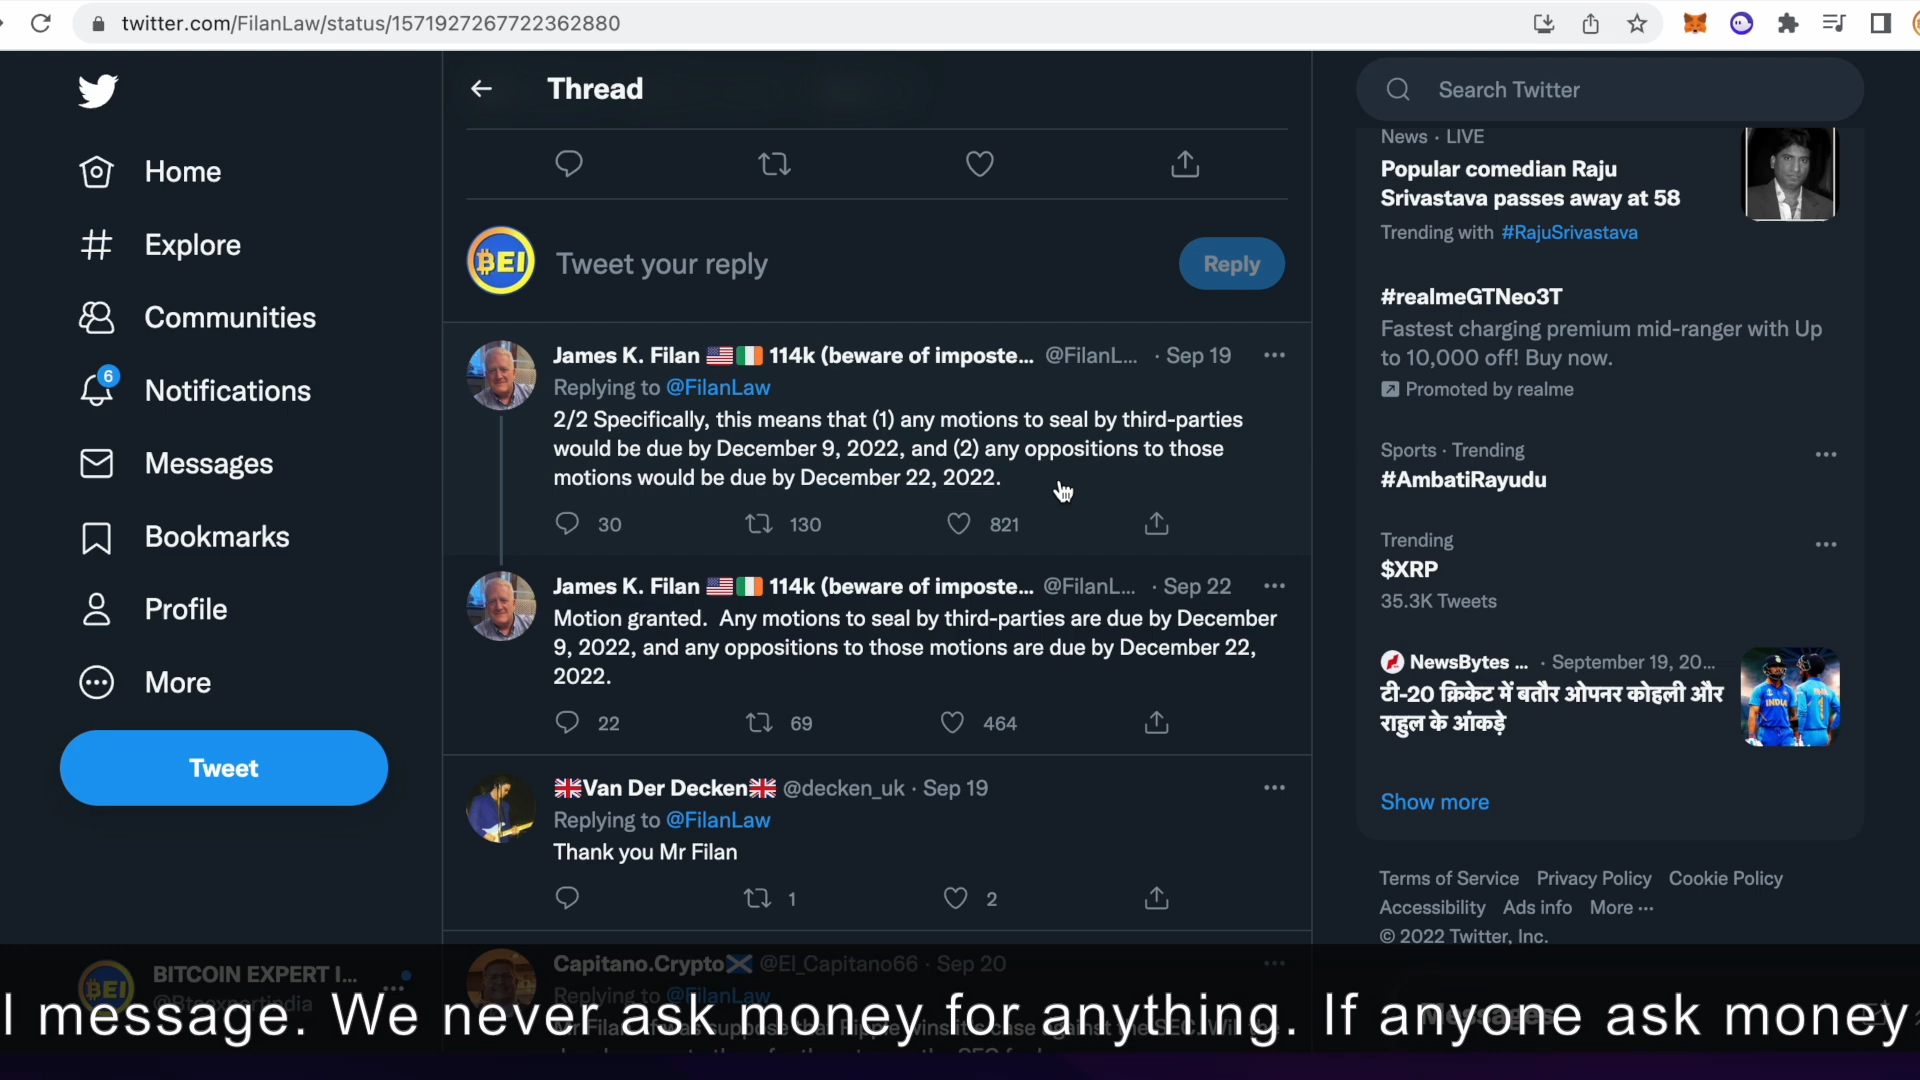 twitter.com/FilanLaw/status/1571927267722362880
Home
Explore
Communities
6
Notifications
Messages
Bookmarks
Profile
More
Tweet
BITCOIN EXPERT I...
@Btcexpertindia
Thread
BEI
Tweet your reply
Reply
James K. Filan 🇺🇸🇮🇪 114k (beware of imposte... @FilanL... · Sep 19
Replying to @FilanLaw
2/2 Specifically, this means that (1) any motions to seal by third-parties
would be due by December 9, 2022, and (2) any oppositions to those
motions would be due by December 22, 2022.
30 130 821
James K. Filan 🇺🇸🇮🇪 114k (beware of imposte... @FilanL... · Sep 22
Motion granted. Any motions to seal by third-parties are due by December
9, 2022, and any oppositions to those motions are due by December 22,
2022.
22 69 464
🇬🇧Van Der Decken🇬🇧 @decken_uk · Sep 19
Replying to @FilanLaw
Thank you Mr Filan
1 2
Capitano.Crypto🏴󠁧󠁢󠁳󠁣󠁴󠁿 @El_Capitano66 · Sep 20
Replying to @FilanLaw
Search Twitter
News · LIVE
Popular comedian Raju
Srivastava passes away at 58
Trending with #RajuSrivastava
#realmeGTNeo3T
Fastest charging premium mid-ranger with Up
to 10,000 off! Buy now.
Promoted by realme
Sports · Trending
#AmbatiRayudu
Trending
$XRP
35.3K Tweets
NewsBytes ... · September 19, 20...
टी-20 क्रिकेट में बतौर ओपनर कोहली और
राहुल के आंकड़े
Show more
Terms of Service Privacy Policy Cookie Policy
Accessibility Ads info More ...
© 2022 Twitter, Inc.
Messages
l message. We never ask money for anything. If anyone ask money